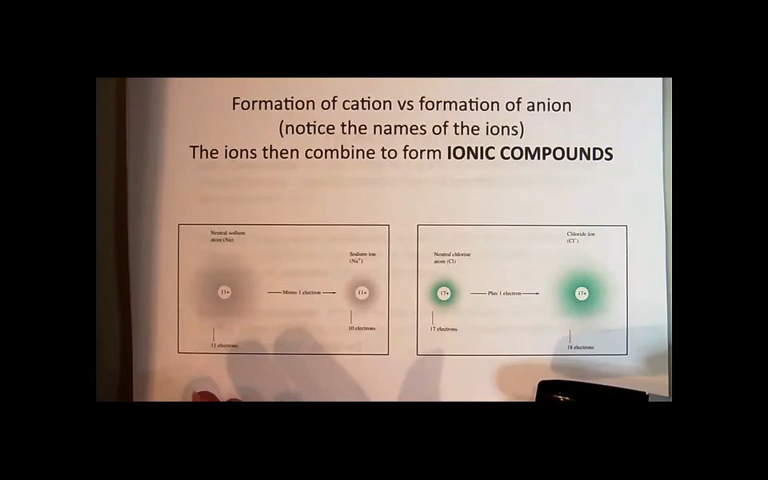 Formation of cation vs formation of anion
(notice the names of the ions)
The ions then combine to form IONIC COMPOUNDS
Neutral sodium
atom (Na)
Sodium ion
(Na+)
11+
Minus 1 electron
11+
10 electrons
11 electrons
Chloride ion
(Cl-)
Neutral chlorine
atom (Cl)
17+
Plus 1 electron
17+
17 electrons
18 electrons